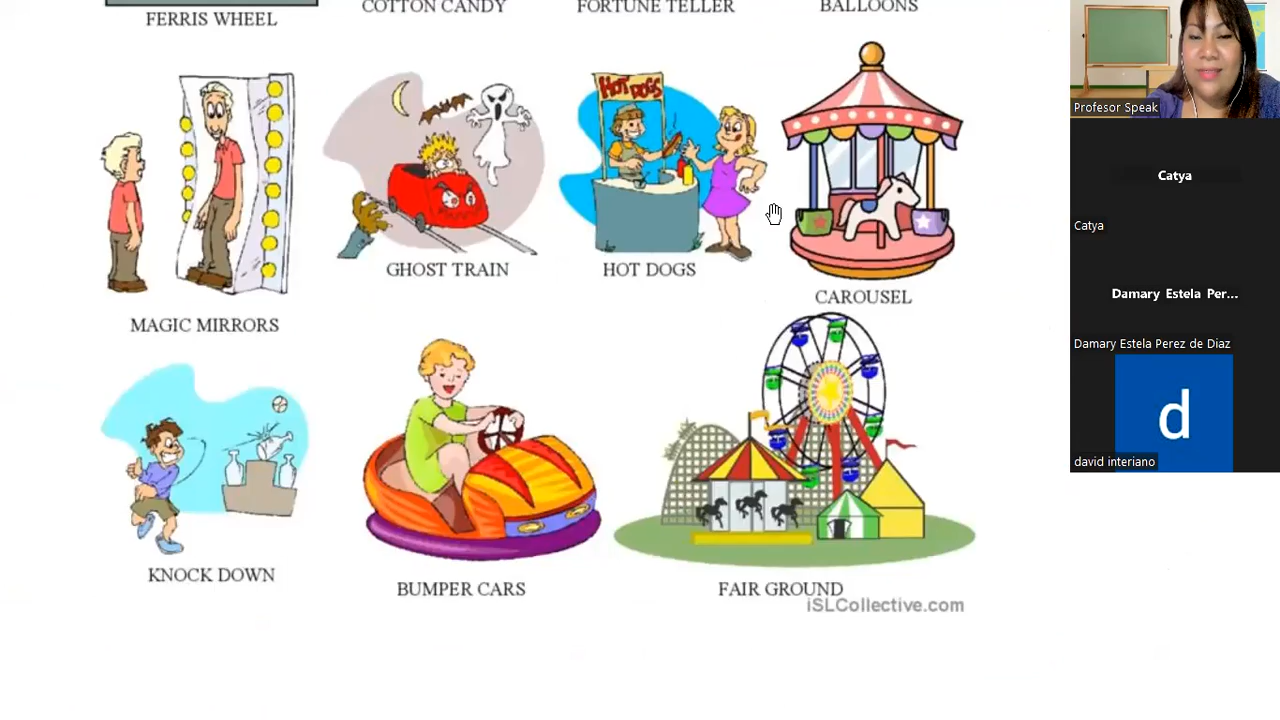 FERRIS WHEEL
COTTON CANDY
FORTUNE TELLER
BALLOONS
HOT DOGS
MAGIC MIRRORS
GHOST TRAIN
HOT DOGS
CAROUSEL
KNOCK DOWN
BUMPER CARS
FAIR GROUND
iSLCollective.com
Profesor Speak
Catya
Catya
Damary Estela Per...
Damary Estela Perez de Diaz
d
david interiano